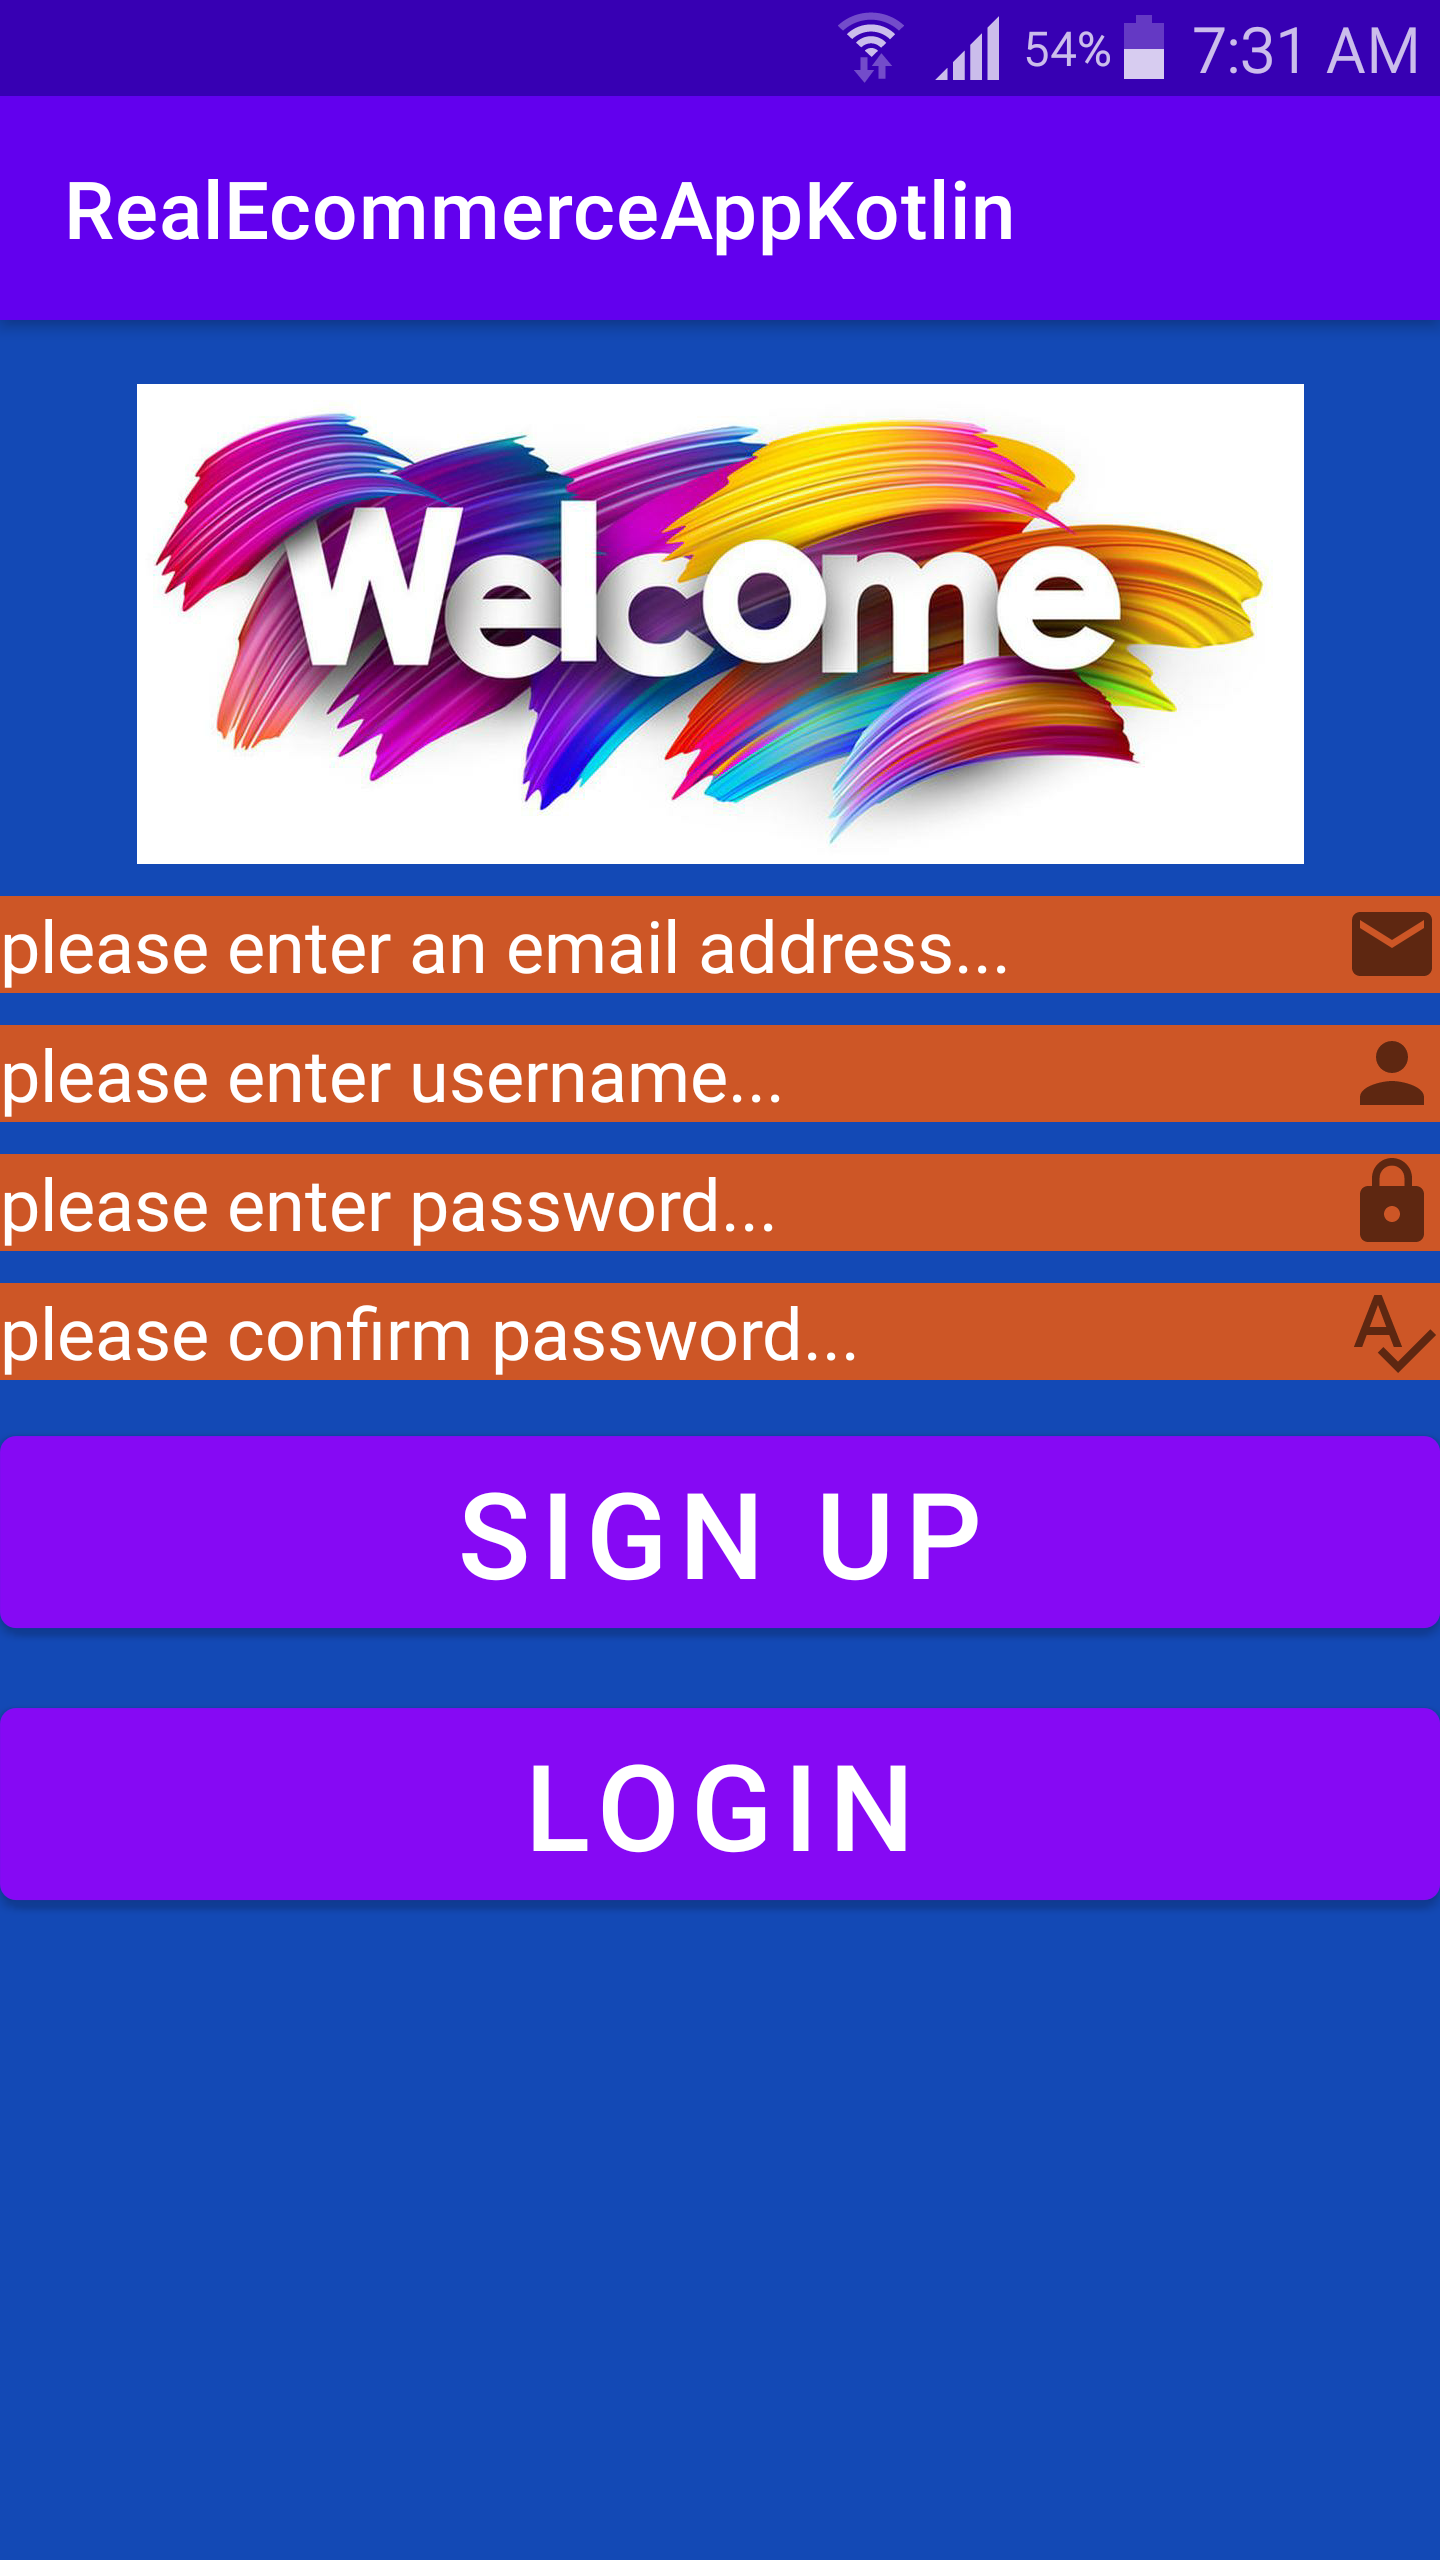 54% 7:31 AM
RealEcommerceAppKotlin
Welcome
please enter an email address...
please enter username...
please enter password...
please confirm password...
SIGN UP
LOGIN